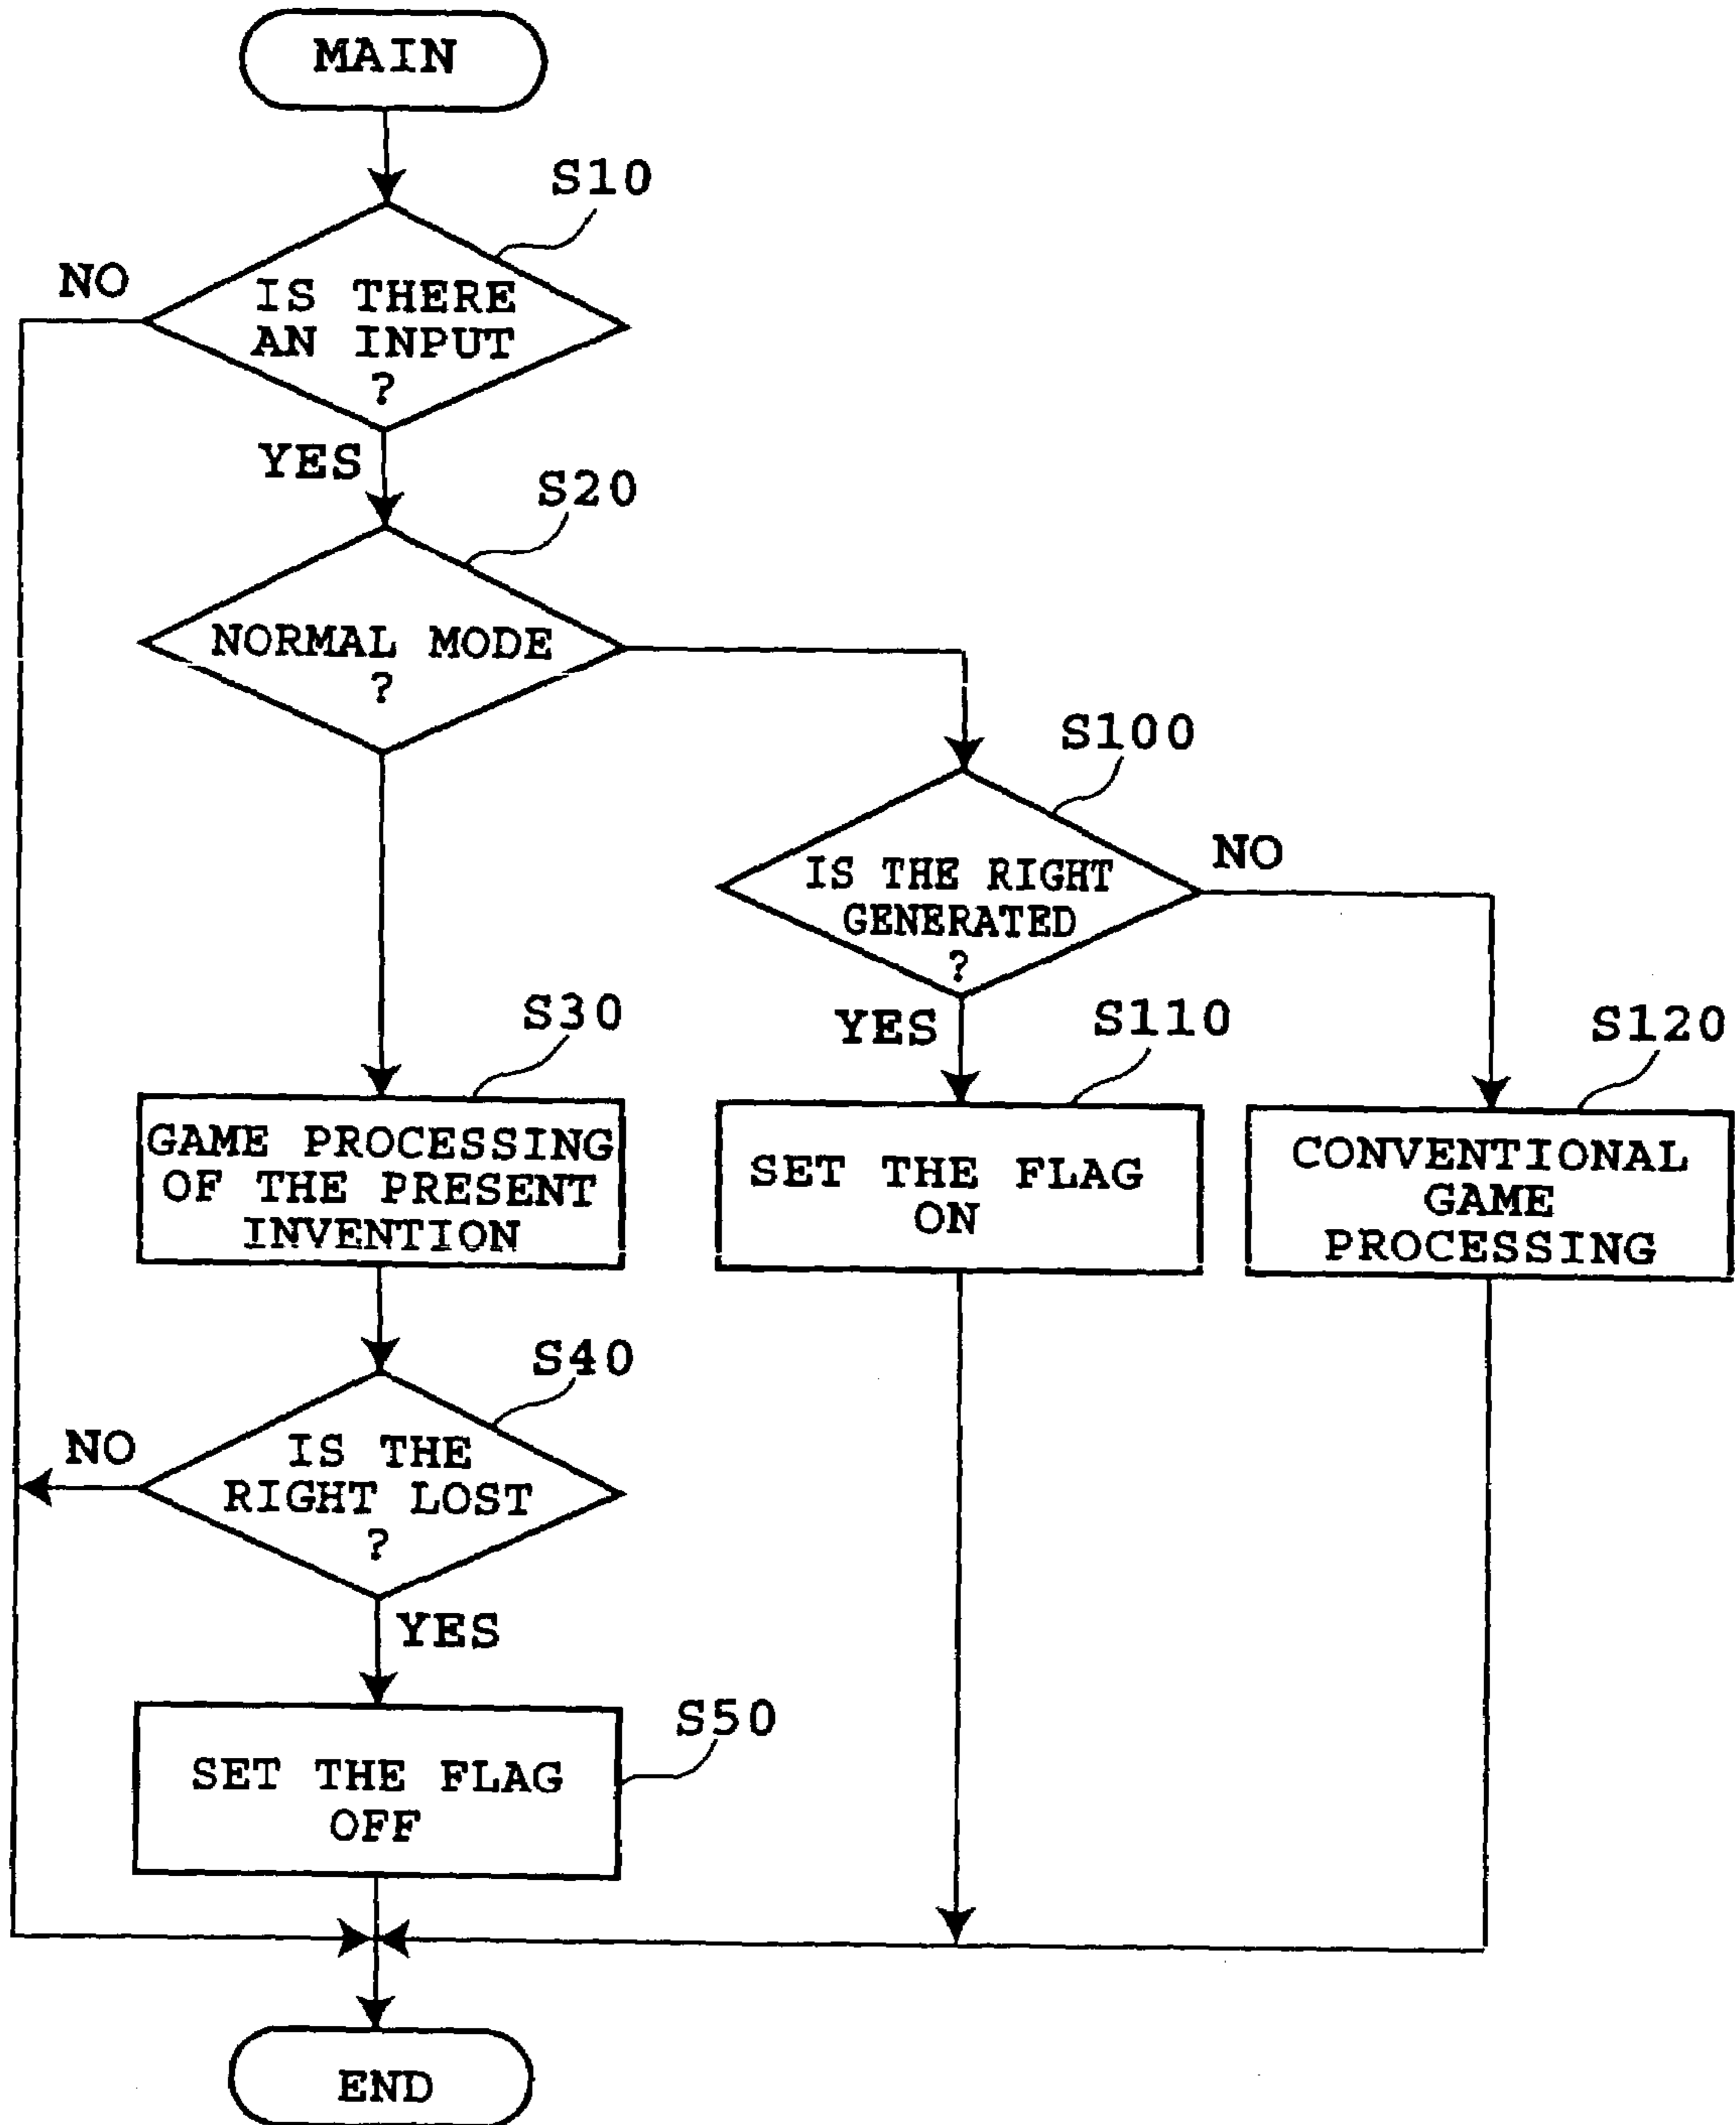 MAIN
S10
NO
IS THERE
AN INPUT
?
YES
S20
NORMAL MODE
?
S100
IS THE RIGHT
GENERATED
?
NO
YES
S30
S110
S120
GAME PROCESSING
OF THE PRESENT
INVENTION
SET THE FLAG
ON
CONVENTIONAL
GAME
PROCESSING
S40
NO
IS THE
RIGHT LOST
?
YES
S50
SET THE FLAG
OFF
END